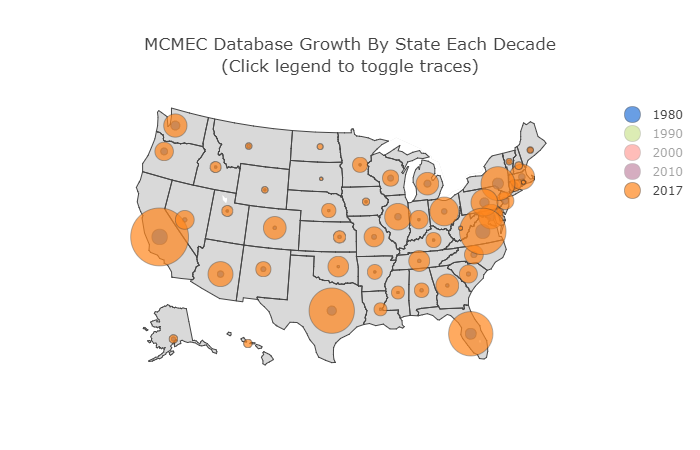 MCMEC Database Growth By State Each Decade
(Click legend to toggle traces)
1980
1990
2000
2010
2017